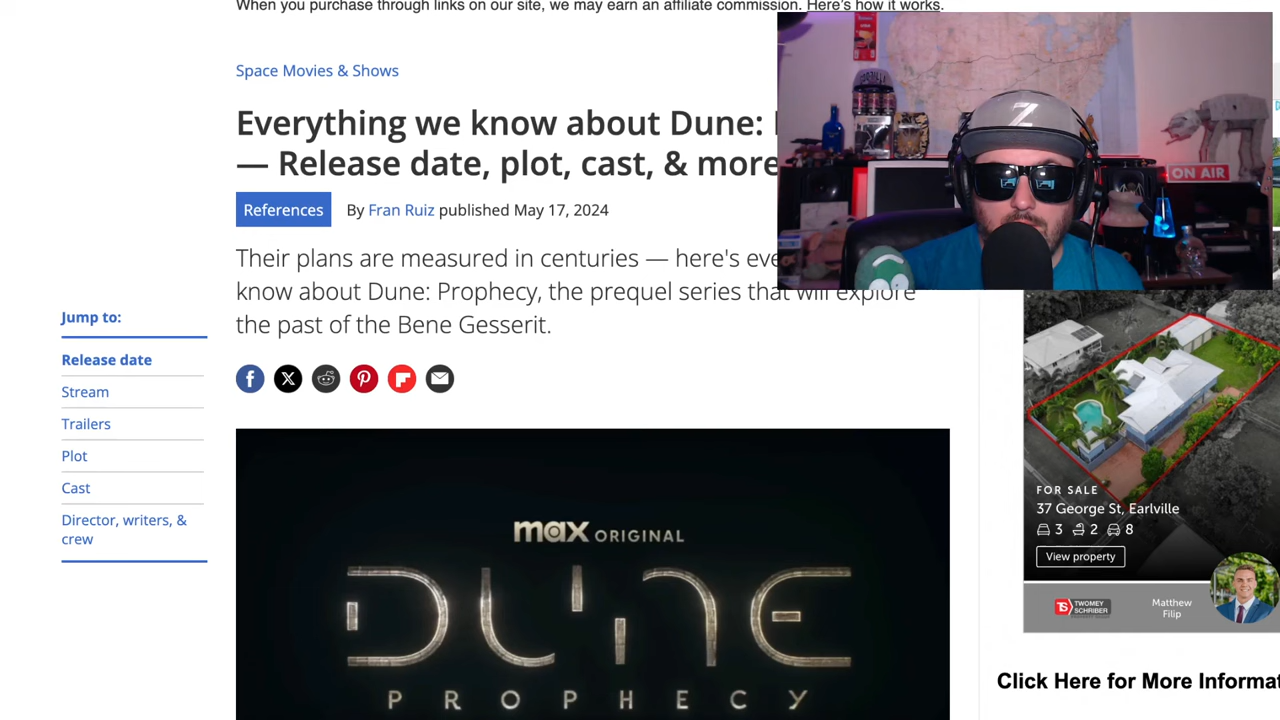 When you purchase through links on our site, we may earn an affiliate commission. Here's how it works.
Space Movies & Shows
Everything we know about Dune:
— Release date, plot, cast, & more
References
By Fran Ruiz published May 17, 2024
Their plans are measured in centuries — here's
know about Dune: Prophecy, the prequel series that will explore
the past of the Bene Gesserit.
Jump to:
Release date
Stream
Trailers
Plot
Cast
Director, writers, &
crew
max ORIGINAL
DUNE
PROPHECY
ON AIR
FOR SALE
37 George St, Earlville
3 2 8
View property
TS TWOMEY
SCHRIBER
Matthew
Filip
Click Here for More